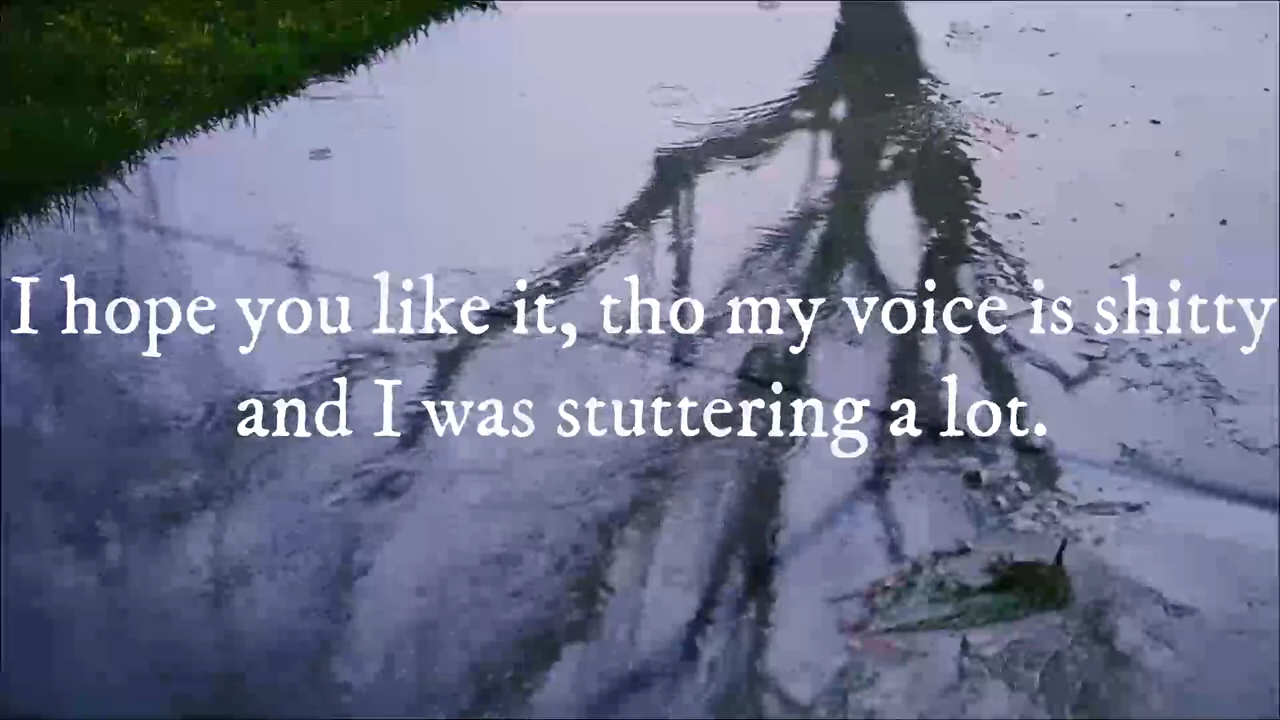 I hope you like it, tho my voice is shitty
and I was stuttering a lot.